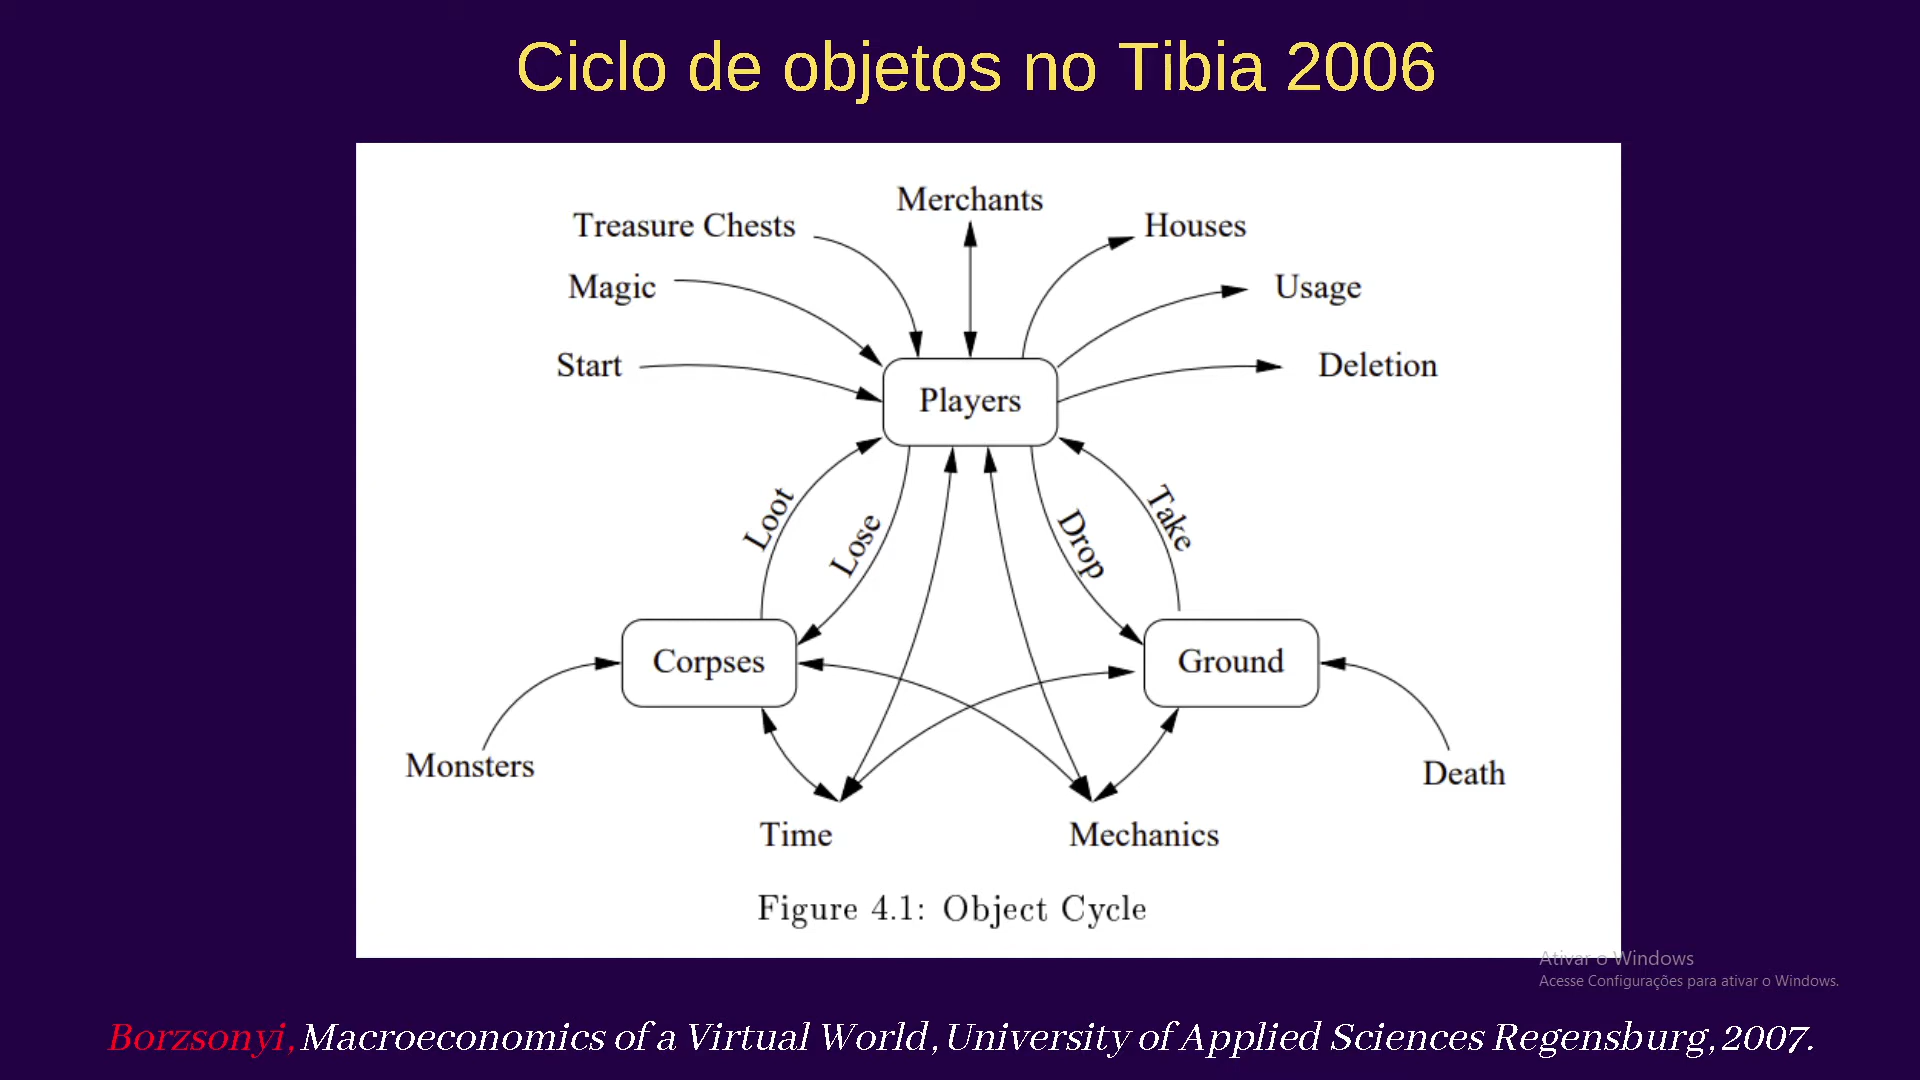 Ciclo de objetos no Tibia 2006
Merchants
Treasure Chests
Houses
Magic
Usage
Start
Deletion
Players
Loot
Lose
Drop
Take
Corpses
Ground
Monsters
Death
Time
Mechanics
Figure 4.1: Object Cycle
Ativar o Windows
Acesse Configurações para ativar o Windows.
Borzsonyi, Macroeconomics of a Virtual World, University of Applied Sciences Regensburg, 2007.